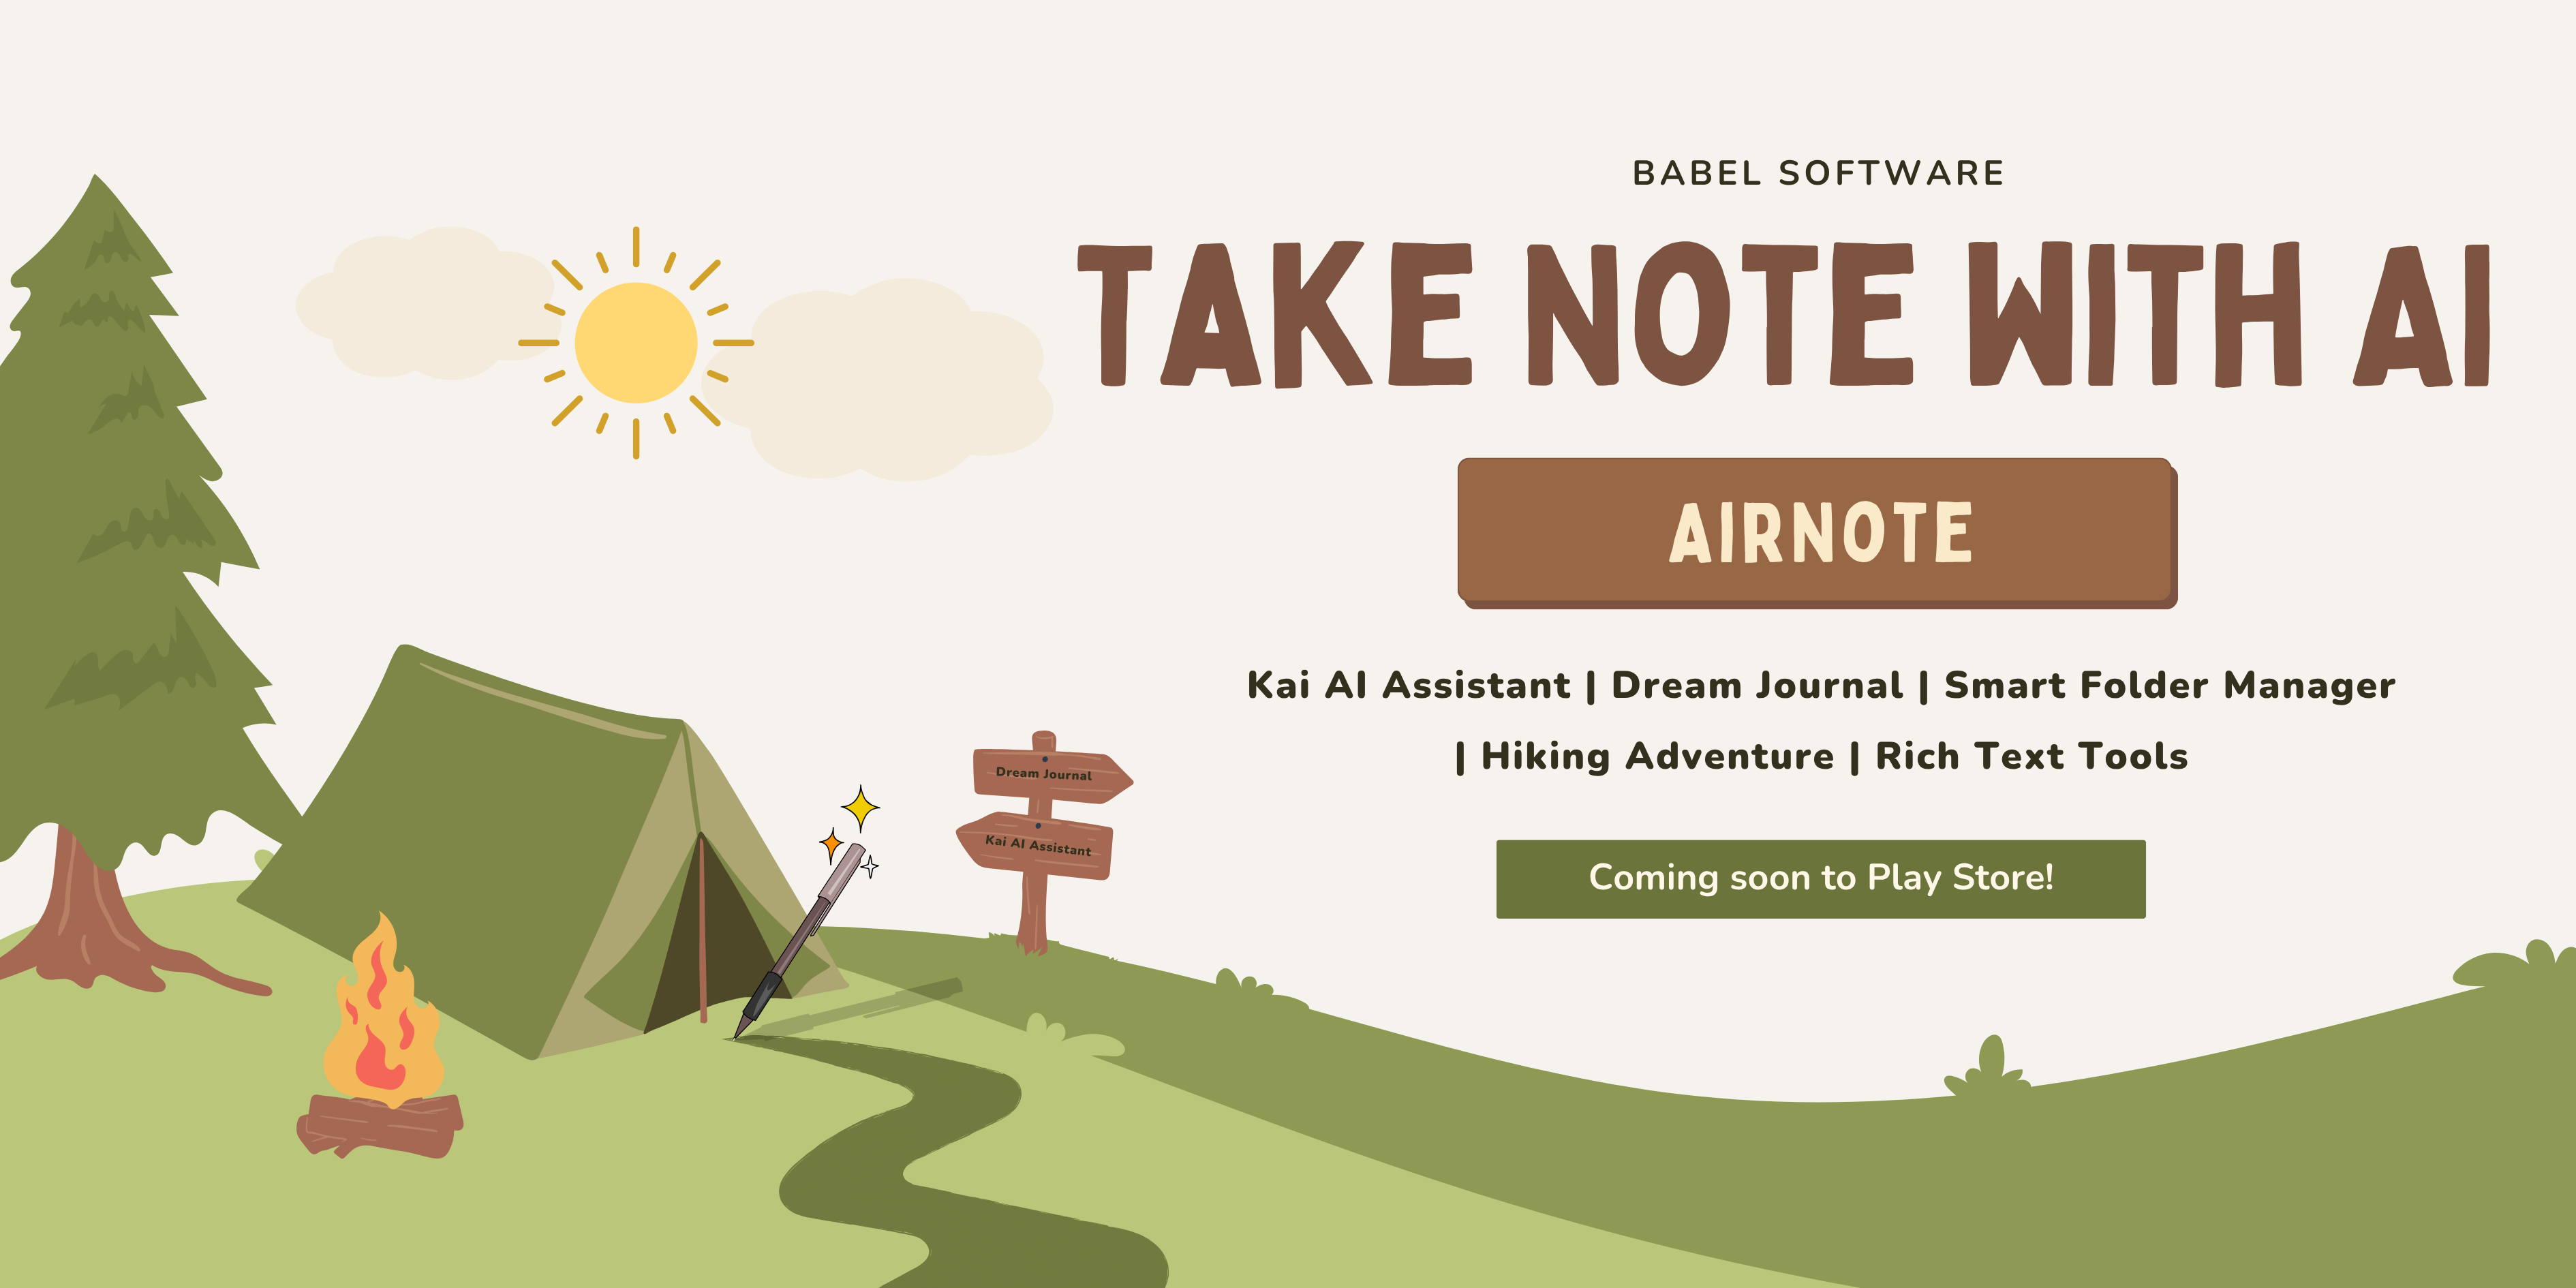 BABEL SOFTWARE
TAKE NOTE WITH AI
AIRNOTE
Kai AI Assistant | Dream Journal | Smart Folder Manager
| Hiking Adventure | Rich Text Tools
Coming soon to Play Store!
Dream Journal
Kai AI Assistant